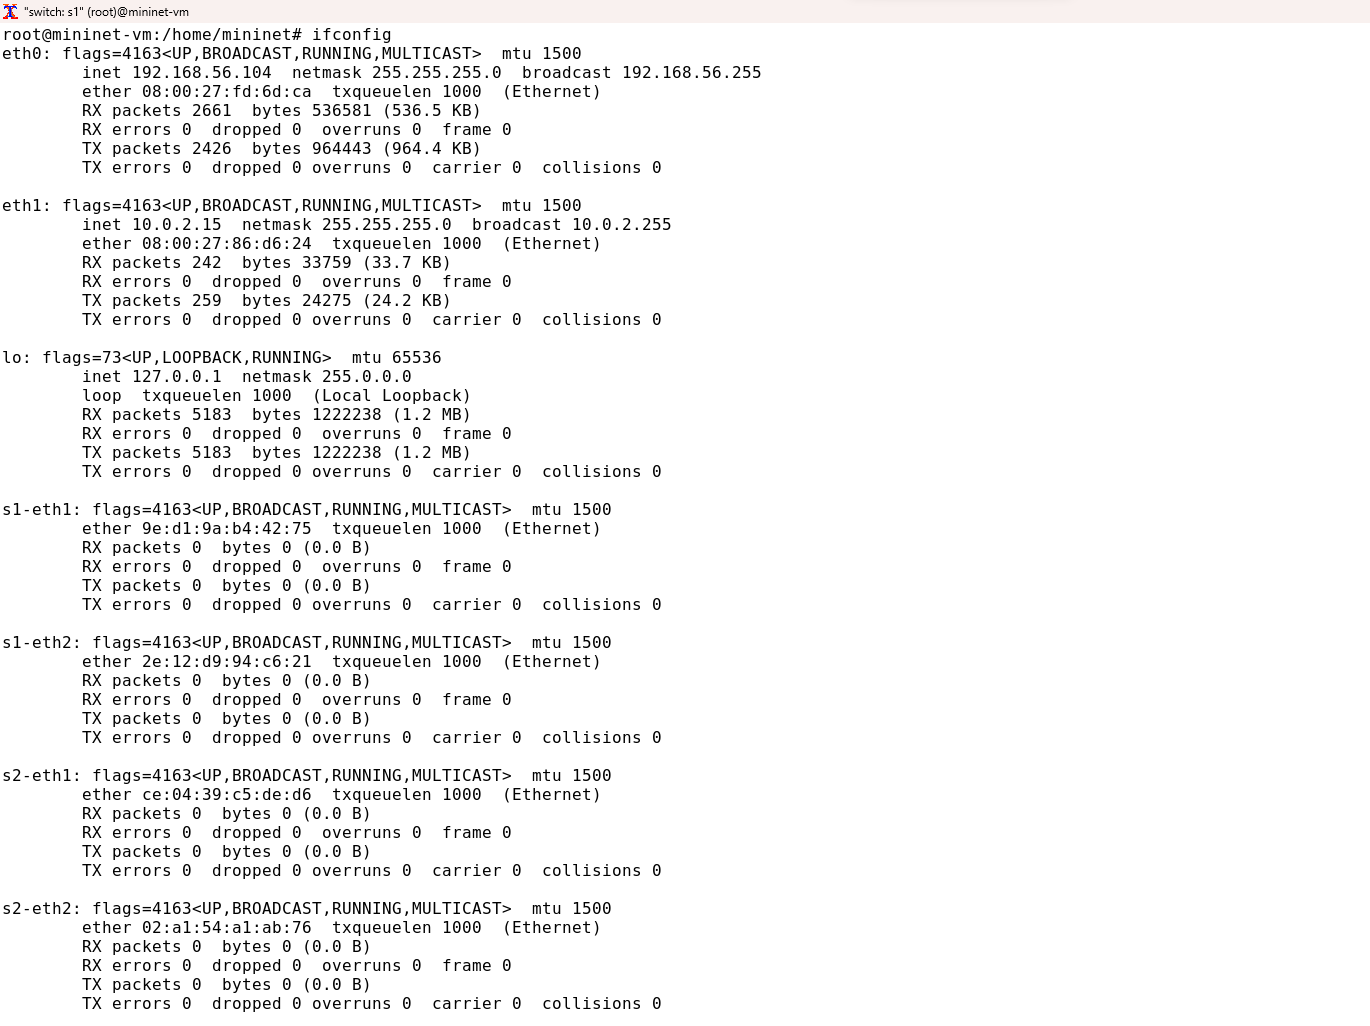 "switch: s1" (root)@mininet-vm
root@mininet-vm:/home/mininet# ifconfig
eth0: flags=4163<UP,BROADCAST,RUNNING,MULTICAST>  mtu 1500
        inet 192.168.56.104  netmask 255.255.255.0  broadcast 192.168.56.255
        ether 08:00:27:fd:6d:ca  txqueuelen 1000  (Ethernet)
        RX packets 2661  bytes 536581 (536.5 KB)
        RX errors 0  dropped 0  overruns 0  frame 0
        TX packets 2426  bytes 964443 (964.4 KB)
        TX errors 0  dropped 0 overruns 0  carrier 0  collisions 0

eth1: flags=4163<UP,BROADCAST,RUNNING,MULTICAST>  mtu 1500
        inet 10.0.2.15  netmask 255.255.255.0  broadcast 10.0.2.255
        ether 08:00:27:86:d6:24  txqueuelen 1000  (Ethernet)
        RX packets 242  bytes 33759 (33.7 KB)
        RX errors 0  dropped 0  overruns 0  frame 0
        TX packets 259  bytes 24275 (24.2 KB)
        TX errors 0  dropped 0 overruns 0  carrier 0  collisions 0

lo: flags=73<UP,LOOPBACK,RUNNING>  mtu 65536
        inet 127.0.0.1  netmask 255.0.0.0
        loop  txqueuelen 1000  (Local Loopback)
        RX packets 5183  bytes 1222238 (1.2 MB)
        RX errors 0  dropped 0  overruns 0  frame 0
        TX packets 5183  bytes 1222238 (1.2 MB)
        TX errors 0  dropped 0 overruns 0  carrier 0  collisions 0

s1-eth1: flags=4163<UP,BROADCAST,RUNNING,MULTICAST>  mtu 1500
        ether 9e:d1:9a:b4:42:75  txqueuelen 1000  (Ethernet)
        RX packets 0  bytes 0 (0.0 B)
        RX errors 0  dropped 0  overruns 0  frame 0
        TX packets 0  bytes 0 (0.0 B)
        TX errors 0  dropped 0 overruns 0  carrier 0  collisions 0

s1-eth2: flags=4163<UP,BROADCAST,RUNNING,MULTICAST>  mtu 1500
        ether 2e:12:d9:94:c6:21  txqueuelen 1000  (Ethernet)
        RX packets 0  bytes 0 (0.0 B)
        RX errors 0  dropped 0  overruns 0  frame 0
        TX packets 0  bytes 0 (0.0 B)
        TX errors 0  dropped 0 overruns 0  carrier 0  collisions 0

s2-eth1: flags=4163<UP,BROADCAST,RUNNING,MULTICAST>  mtu 1500
        ether ce:04:39:c5:de:d6  txqueuelen 1000  (Ethernet)
        RX packets 0  bytes 0 (0.0 B)
        RX errors 0  dropped 0  overruns 0  frame 0
        TX packets 0  bytes 0 (0.0 B)
        TX errors 0  dropped 0 overruns 0  carrier 0  collisions 0

s2-eth2: flags=4163<UP,BROADCAST,RUNNING,MULTICAST>  mtu 1500
        ether 02:a1:54:a1:ab:76  txqueuelen 1000  (Ethernet)
        RX packets 0  bytes 0 (0.0 B)
        RX errors 0  dropped 0  overruns 0  frame 0
        TX packets 0  bytes 0 (0.0 B)
        TX errors 0  dropped 0 overruns 0  carrier 0  collisions 0